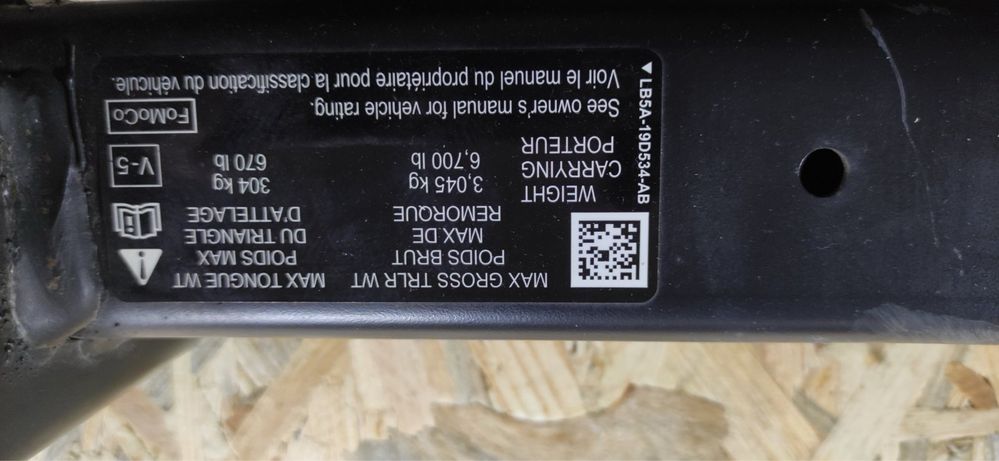 MAX GROSS TRLR WT
POIDS BRUT
MAX DE
REMORQUE
MAX TONGUE WT
POIDS MAX
DU TRIANGLE
D'ATTELAGE
WEIGHT
CARRYING
PORTEUR
3,045 kg
6,700 lb
304 kg
670 lb
V-5
See owner's manual for vehicle rating.
FoMoCo
Voir le manuel du propriétaire pour la classification du véhicule.
LB5A-19D534-AB